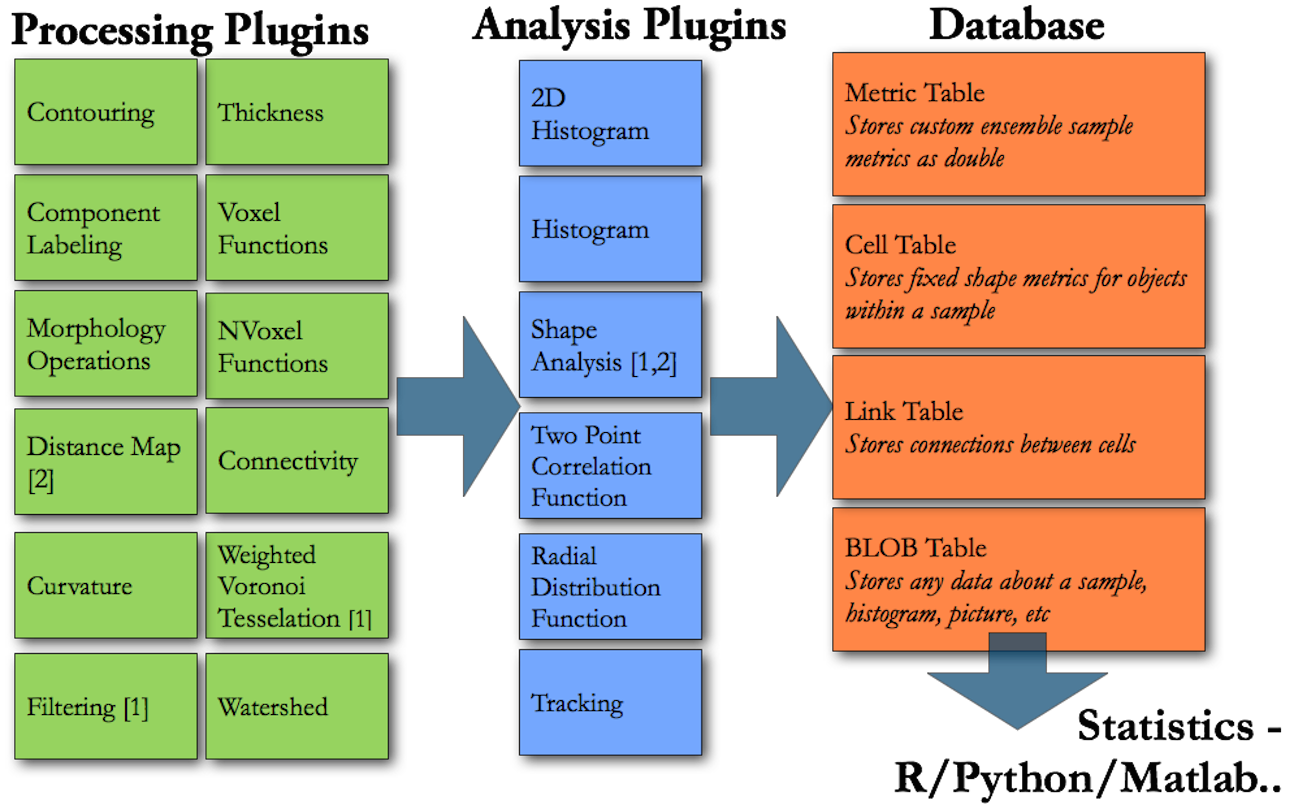 Processing Plugins
Contouring
Thickness
Component
Labeling
Voxel
Functions
Morphology
Operations
NVoxel
Functions
Distance Map
[2]
Connectivity
Curvature
Weighted
Voronoi
Tesselation [1]
Filtering [1]
Watershed
Analysis Plugins
2D
Histogram
Histogram
Shape
Analysis [1,2]
Two Point
Correlation
Function
Radial
Distribution
Function
Tracking
Database
Metric Table
Stores custom ensemble sample
metrics as double
Cell Table
Stores fixed shape metrics for objects
within a sample
Link Table
Stores connections between cells
BLOB Table
Stores any data about a sample,
histogram, picture, etc
Statistics -
R/Python/Matlab..